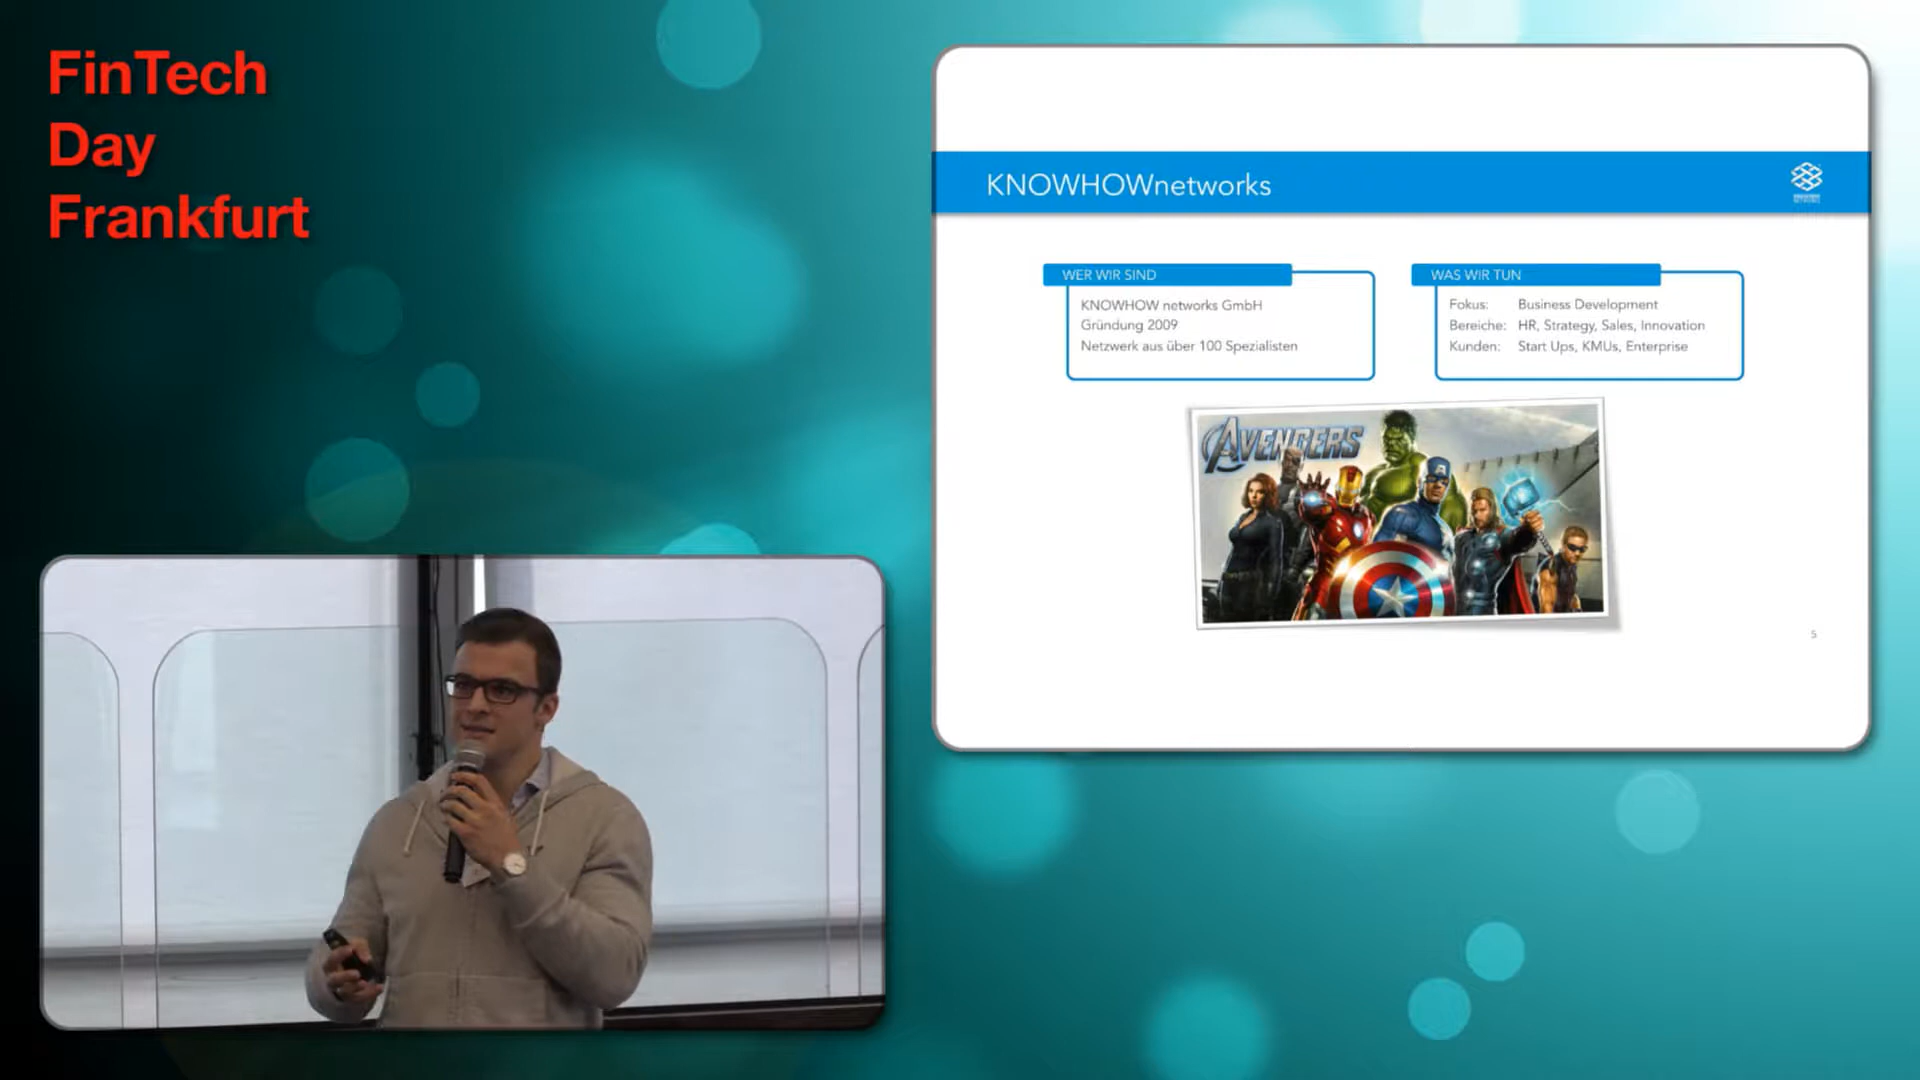 FinTech
Day
Frankfurt
KNOWHOWnetworks
WER WIR SIND
KNOWHOW networks GmbH
Gründung 2009
Netzwerk aus über 100 Spezialisten
WAS WIR TUN
Fokus: Business Development
Bereiche: HR, Strategy, Sales, Innovation
Kunden: Start Ups, KMUs, Enterprise
AVENGERS
5